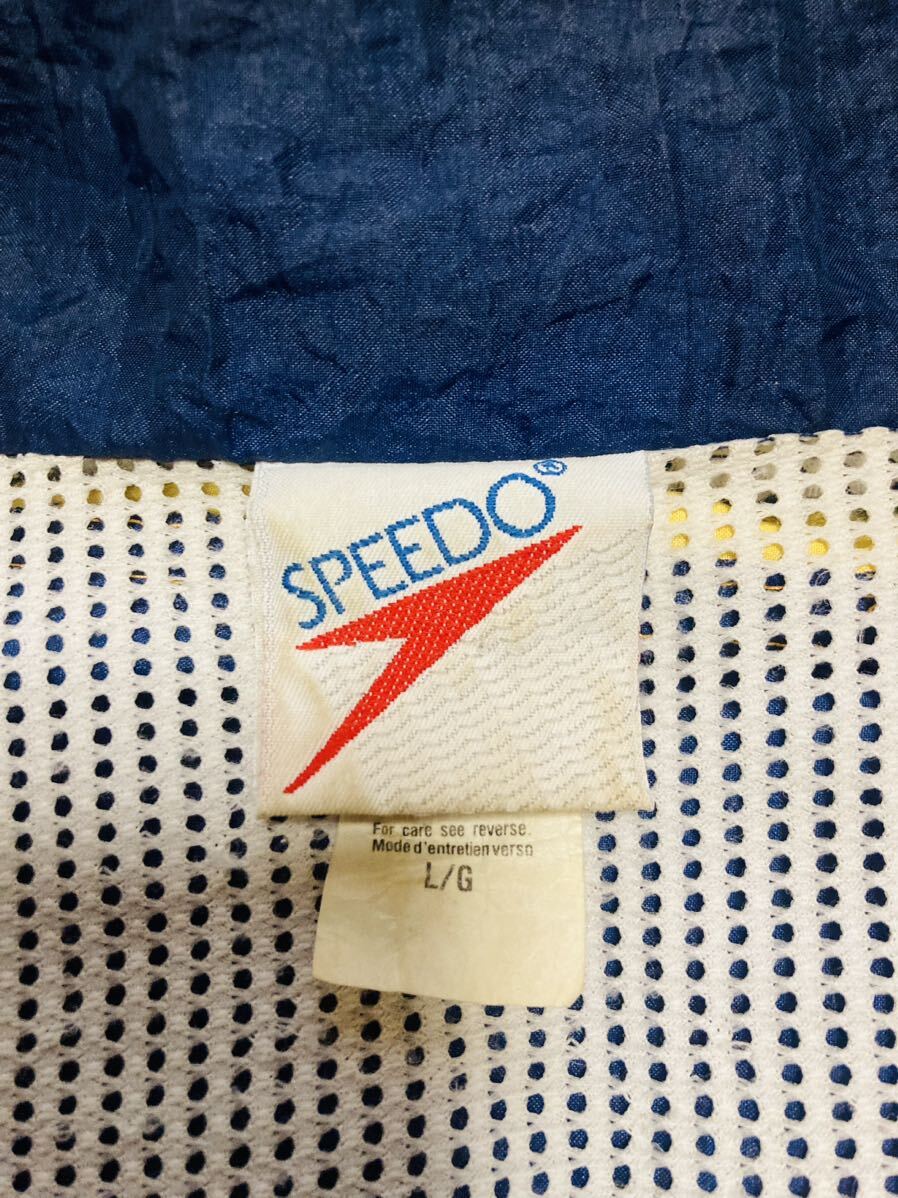 SPEEDO®
For care see reverse.
Mode d'entretien verso
L/G